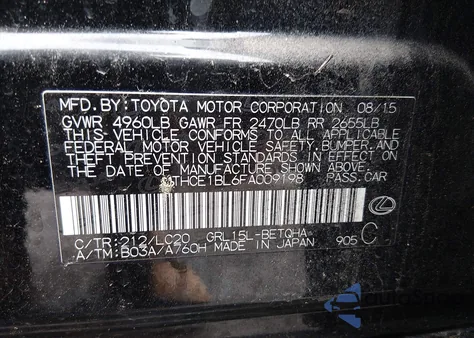 MFD. BY: TOYOTA MOTOR CORPORATION 08/15
GVWR 4960LB GAWR FR 2470LB RR 2655LB
THIS VEHICLE CONFORMS TO ALL APPLICABLE
FEDERAL MOTOR VEHICLE SAFETY, BUMPER, AND
THEFT PREVENTION STANDARDS IN EFFECT ON
THE DATE OF MANUFACTURE SHOWN ABOVE.
JTHCE1BL6FA009198 PASS.CAR
C/TR: 212/LC20 GRL15L-BETQHA
A/TM: B03A/A760H MADE IN JAPAN 905 C